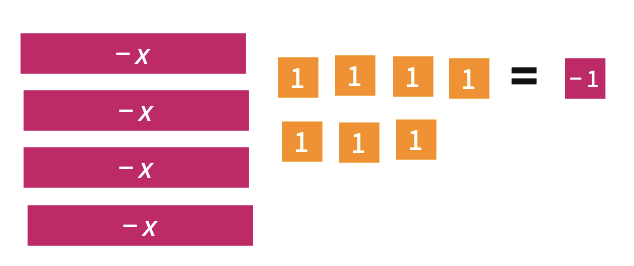 – x
1 1 1 1 = – 1
– x
1 1 1
– x
– x